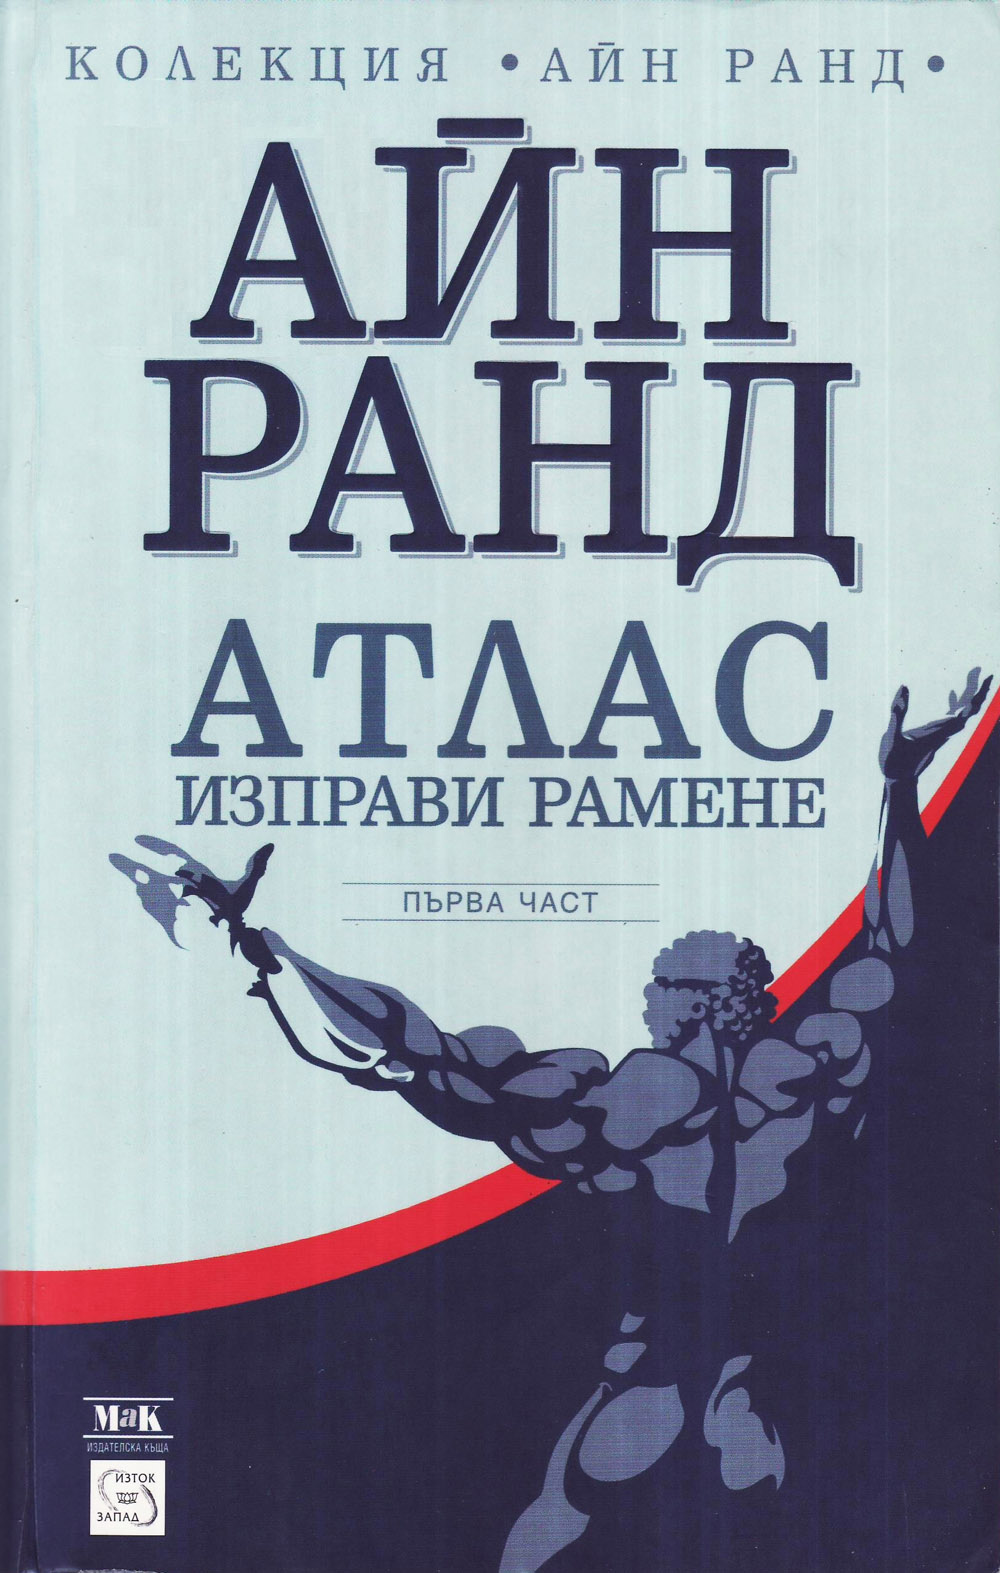 КОЛЕКЦИЯ • АЙН РАНД •
АЙН
РАНД
АТЛАС
ИЗПРАВИ РАМЕНЕ
ПЪРВА ЧАСТ
МаК
ИЗДАТЕЛСКА КЪЩА
ИЗТОК
ЗАПАД